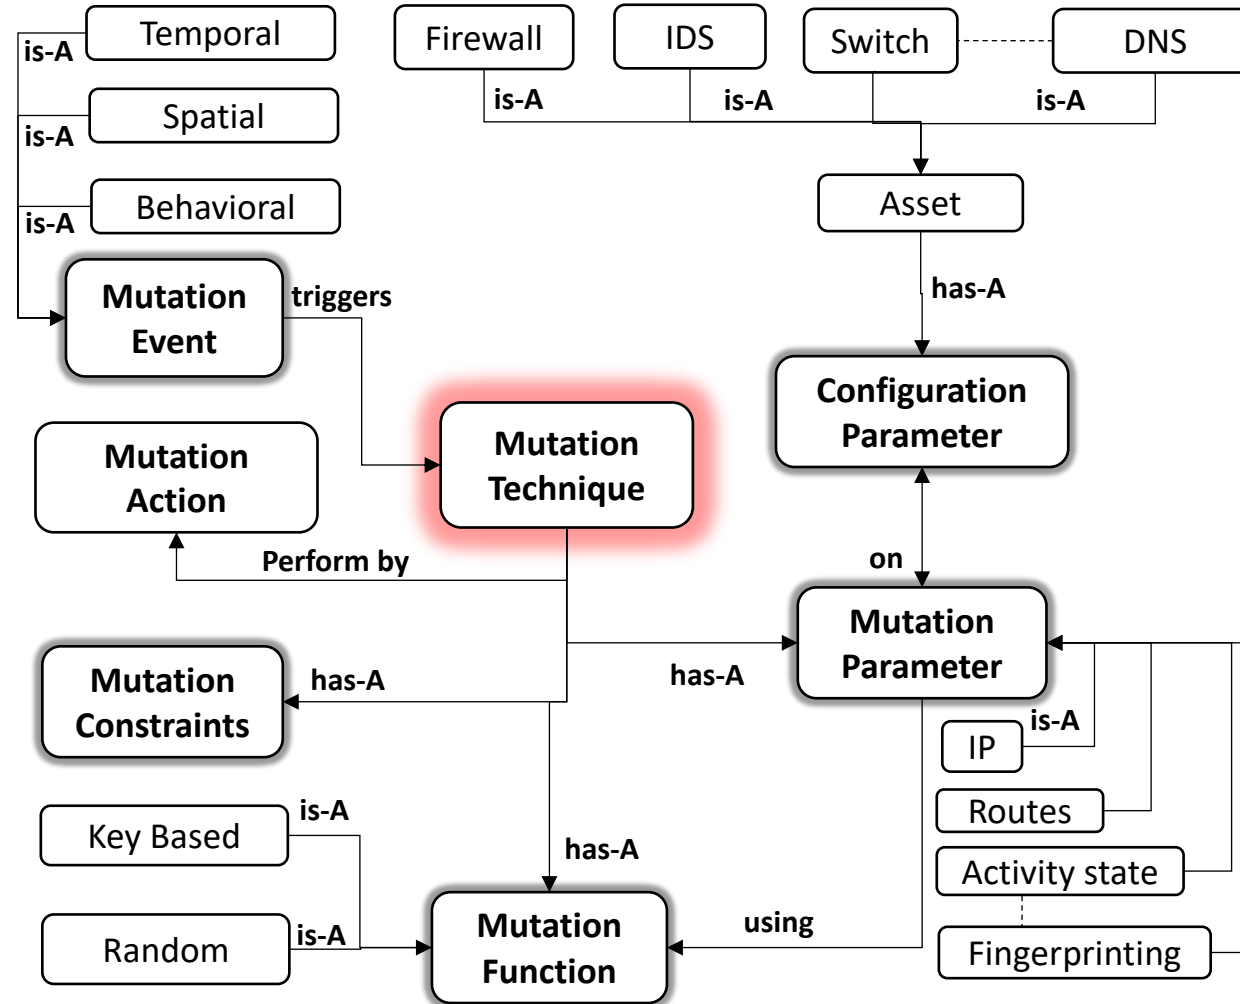 Temporal
is-A
Spatial
is-A
Behavioral
is-A
Firewall
IDS
Switch
DNS
is-A
is-A
is-A
Asset
has-A
Mutation
Event
triggers
Configuration
Parameter
Mutation
Technique
Mutation
Action
Perform by
on
Mutation
Parameter
has-A
Mutation
Constraints
has-A
is-A
IP
Routes
Activity state
Fingerprinting
Key Based
is-A
Random
is-A
has-A
Mutation
Function
using